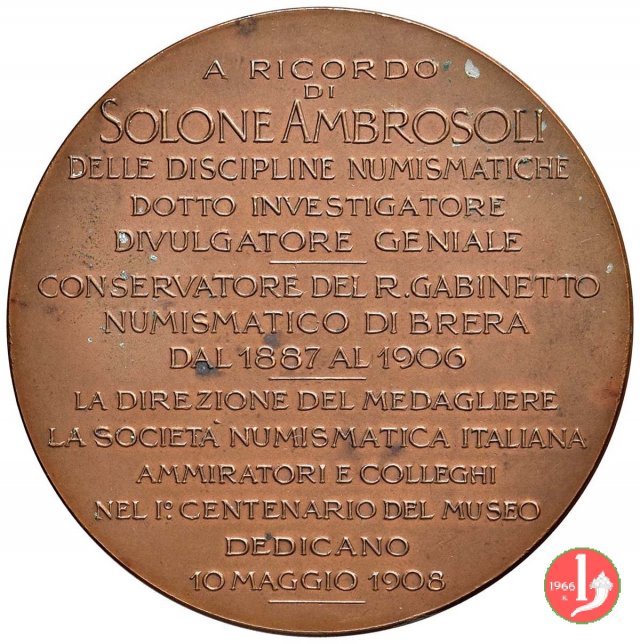 A RICORDO
DI
SOLONE AMBROSOLI
DELLE DISCIPLINE NUMISMATICHE
DOTTO INVESTIGATORE
DIVULGATORE GENIALE
CONSERVATORE DEL R. GABINETTO
NUMISMATICO DI BRERA
DAL 1887 AL 1906
LA DIREZIONE DEL MEDAGLIERE
LA SOCIETÀ NUMISMATICA ITALIANA
AMMIRATORI E COLLEGHI
NEL I° CENTENARIO DEL MUSEO
DEDICANO
10 MAGGIO 1908
1966